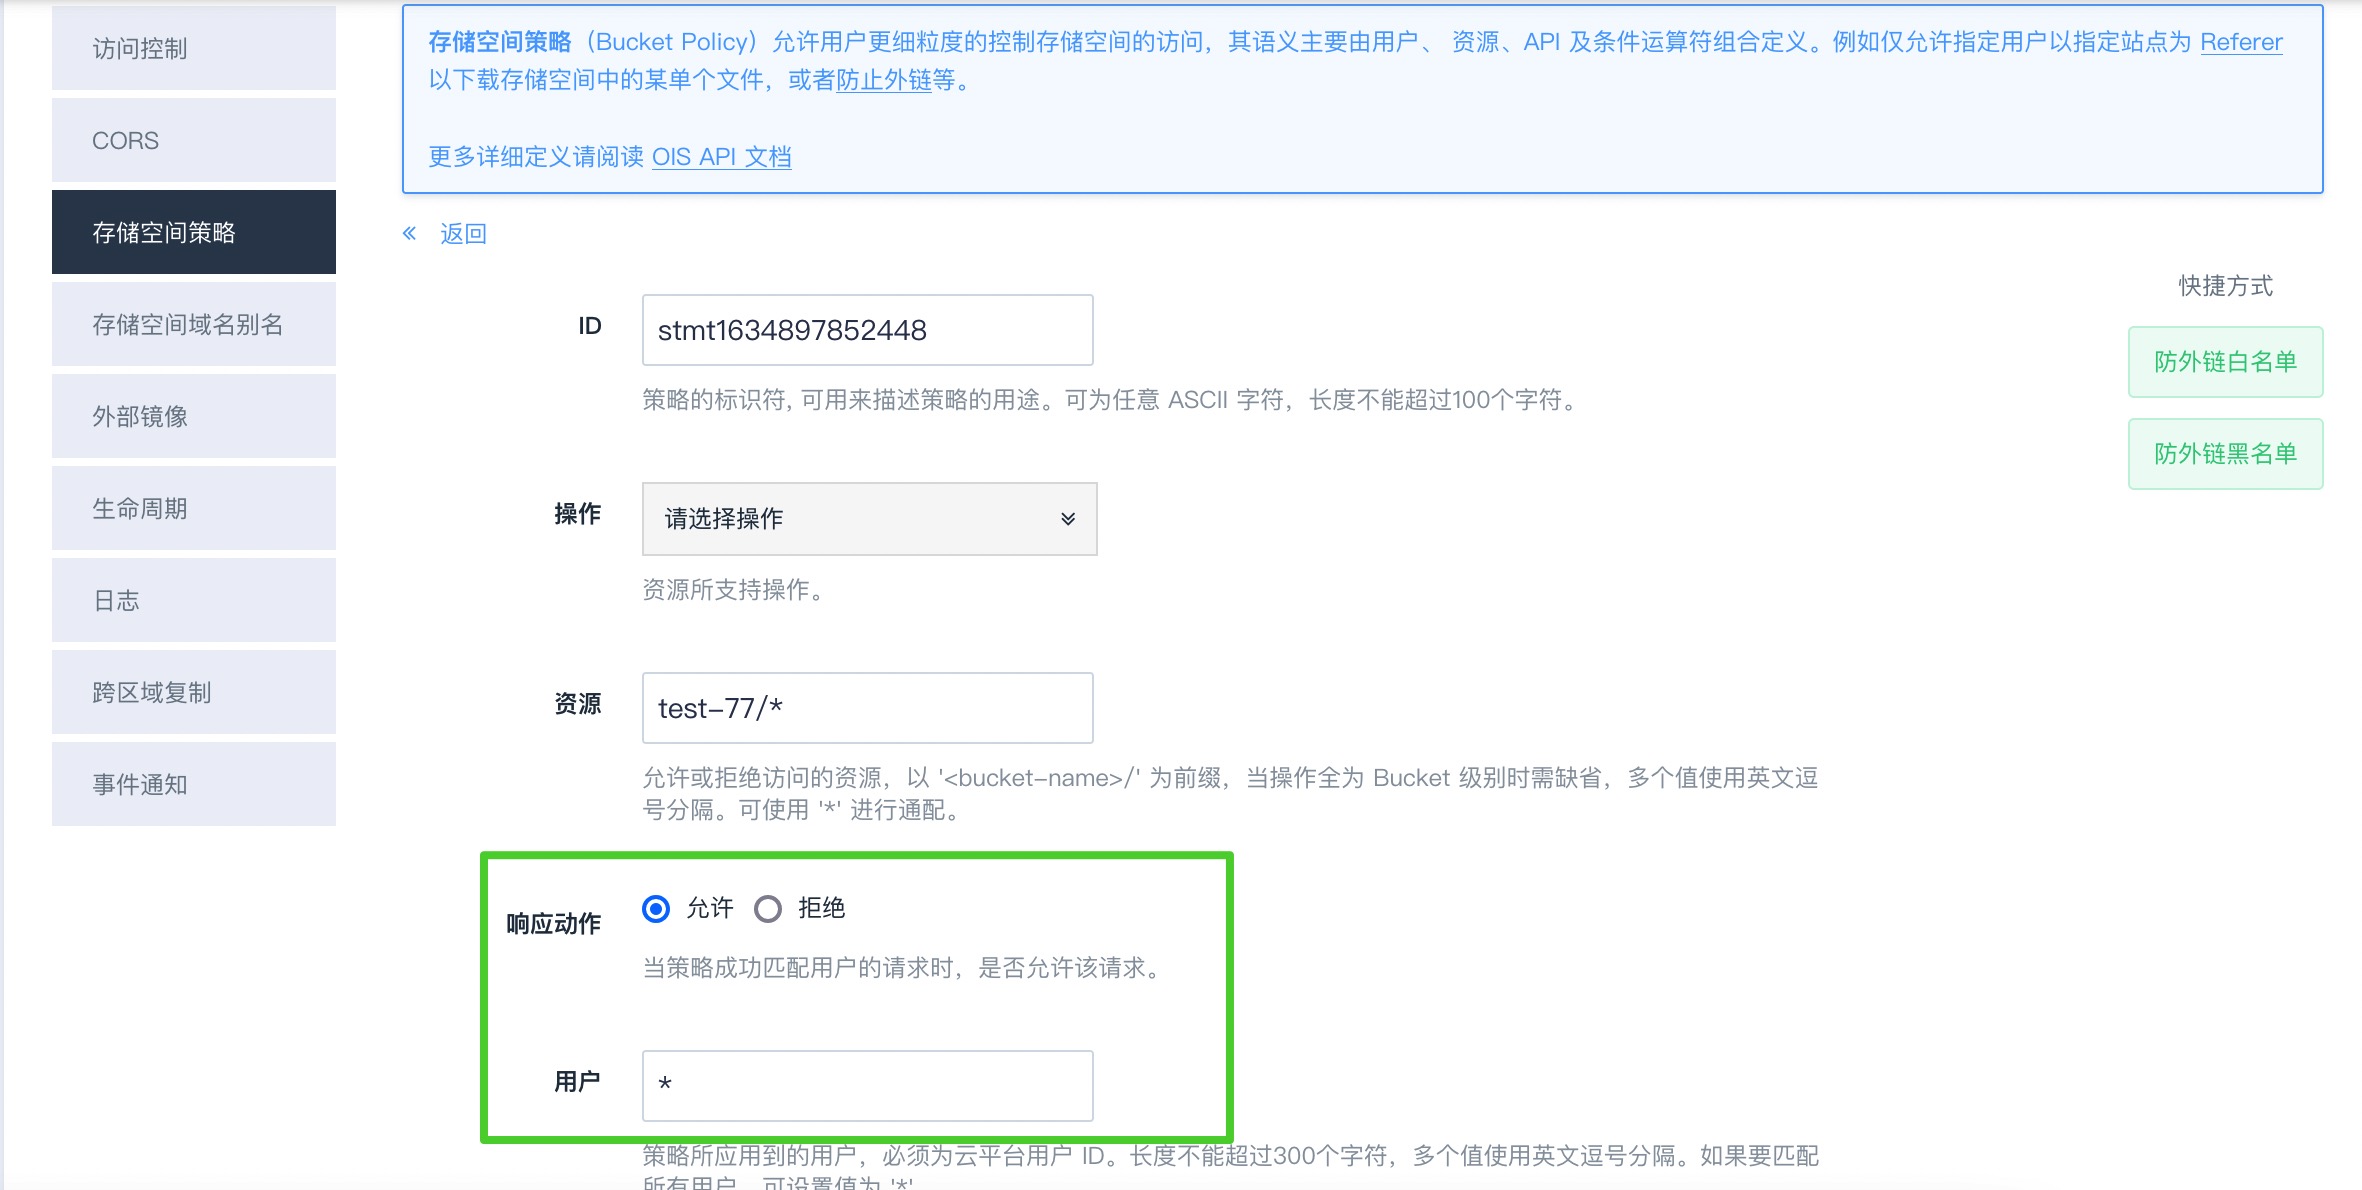 访问控制
CORS
存储空间策略
存储空间域名别名
外部镜像
生命周期
日志
跨区域复制
事件通知
存储空间策略（Bucket Policy）允许用户更细粒度的控制存储空间的访问，其语义主要由用户、 资源、API 及条件运算符组合定义。例如仅允许指定用户以指定站点为 Referer
以下载存储空间中的某单个文件，或者防止外链等。
更多详细定义请阅读 OIS API 文档
« 返回
快捷方式
防外链白名单
防外链黑名单
ID
stmt1634897852448
策略的标识符, 可用来描述策略的用途。可为任意 ASCII 字符，长度不能超过100个字符。
操作
请选择操作
资源所支持操作。
资源
test-77/*
允许或拒绝访问的资源，以 '<bucket-name>/' 为前缀，当操作全为 Bucket 级别时需缺省，多个值使用英文逗
号分隔。可使用 '*' 进行通配。
响应动作
允许 拒绝
当策略成功匹配用户的请求时，是否允许该请求。
用户
*
策略所应用到的用户，必须为云平台用户 ID。长度不能超过300个字符，多个值使用英文逗号分隔。如果要匹配
所有用户，可设置值为 '*'